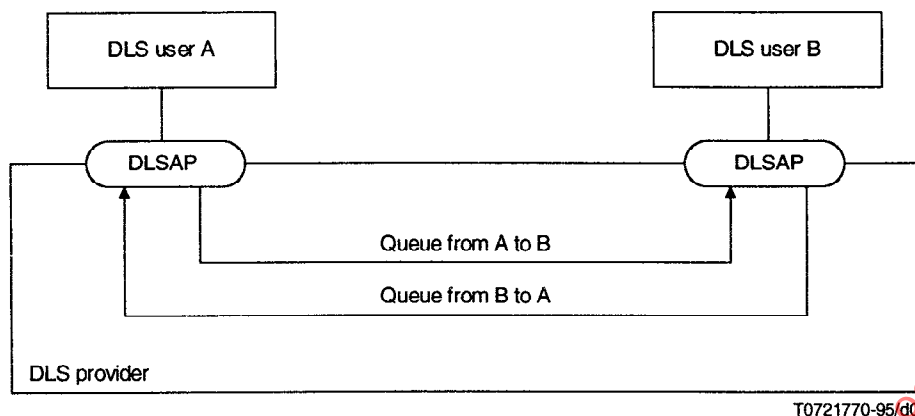 DLS user A
DLS user B
DLSAP
DLSAP
Queue from A to B
Queue from B to A
DLS provider
T0721770-95/d0